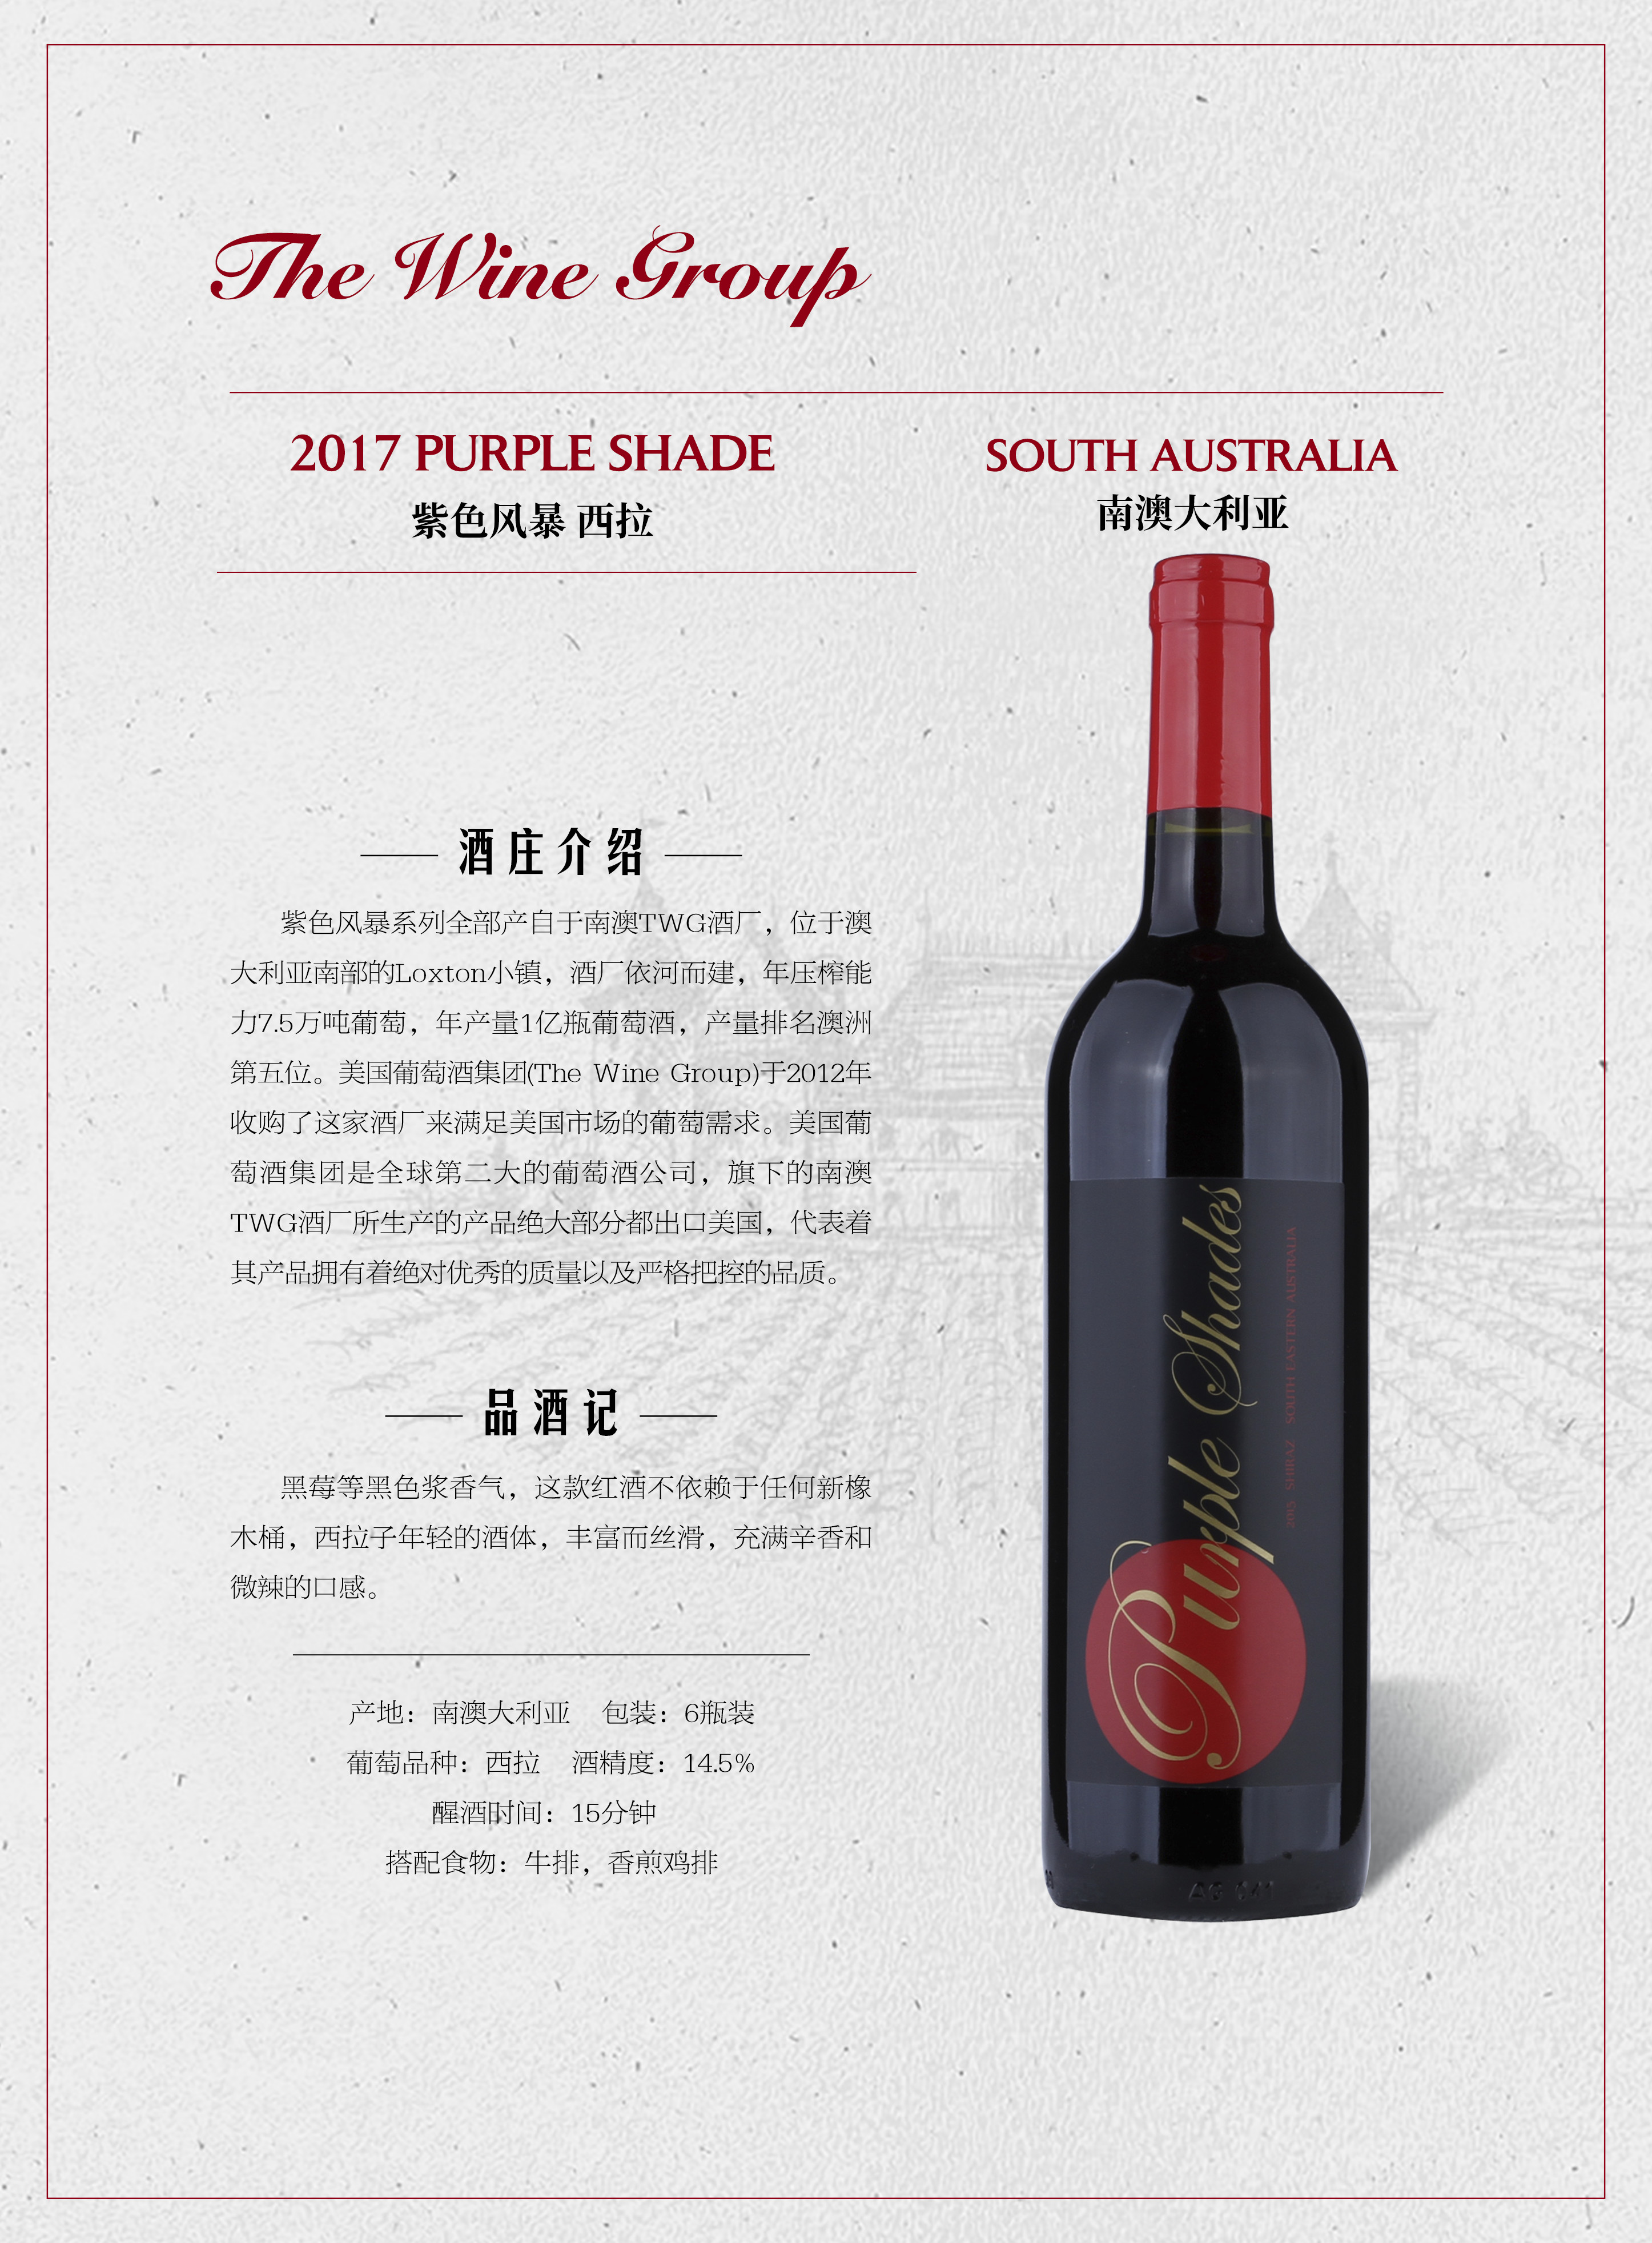 The Wine Group
2017 PURPLE SHADE
紫色风暴 西拉
SOUTH AUSTRALIA
南澳大利亚
酒庄介绍
紫色风暴系列全部产自于南澳TWG酒厂，位于澳
大利亚南部的Loxton小镇，酒厂依河而建，年压榨能
力7.5万吨葡萄，年产量1亿瓶葡萄酒，产量排名澳洲
第五位。美国葡萄酒集团(The Wine Group)于2012年
收购了这家酒厂来满足美国市场的葡萄需求。美国葡
萄酒集团是全球第二大的葡萄酒公司，旗下的南澳
TWG酒厂所生产的产品绝大部分都出口美国，代表着
其产品拥有着绝对优秀的质量以及严格把控的品质。
品酒记
黑莓等黑色浆香气，这款红酒不依赖于任何新橡
木桶，西拉子年轻的酒体，丰富而丝滑，充满辛香和
微辣的口感。
产地：南澳大利亚 包装：6瓶装
葡萄品种：西拉 酒精度：14.5%
醒酒时间：15分钟
搭配食物：牛排，香煎鸡排
Purple Shades
2015 SHIRAZ SOUTH EASTERN AUSTRALIA